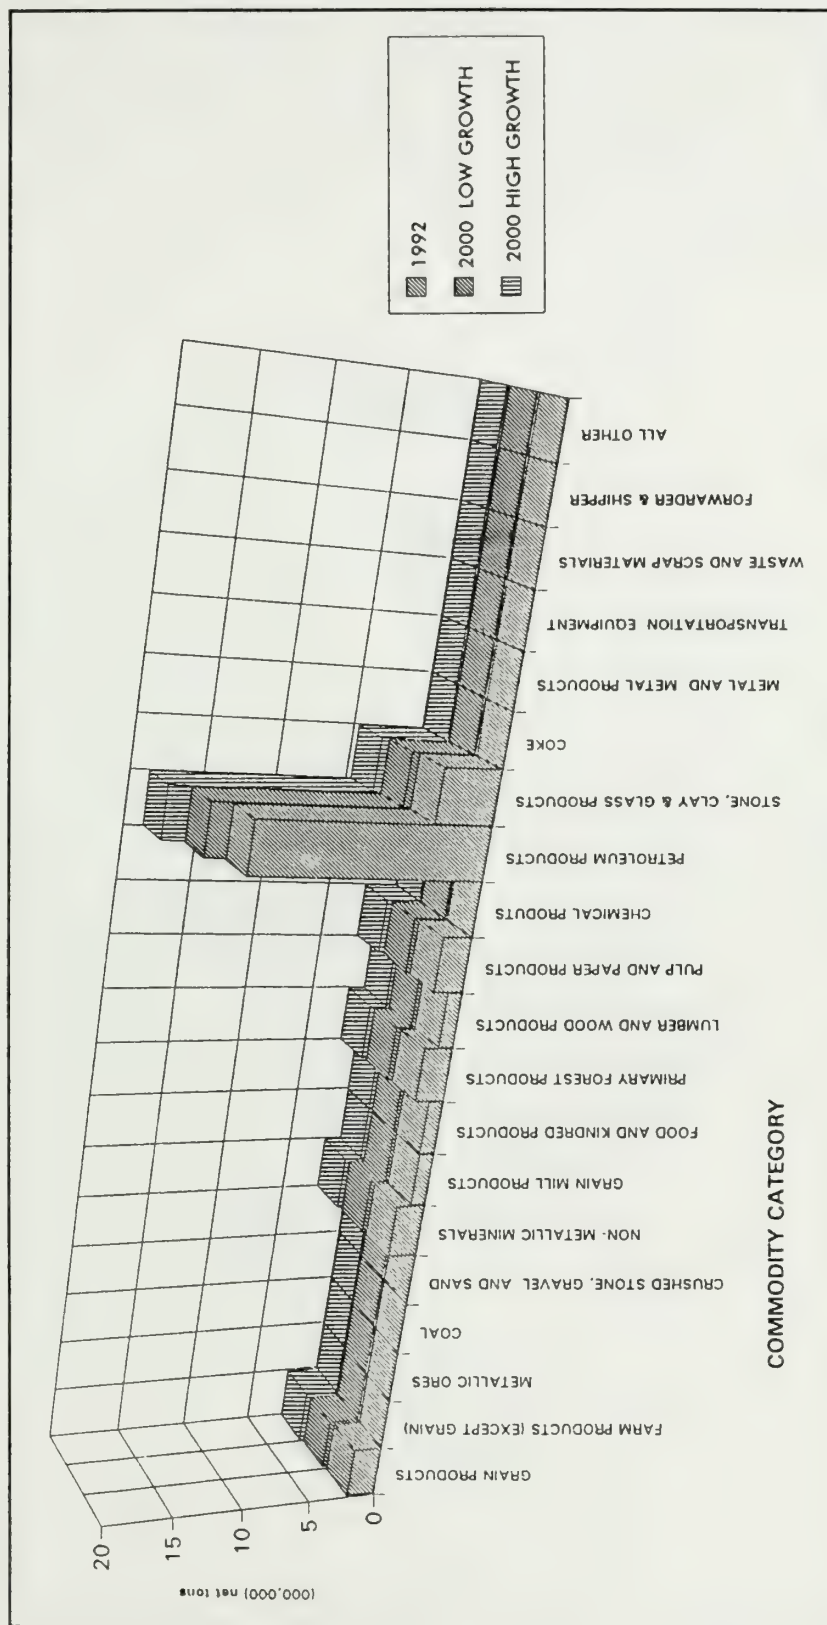 (000,000) net tons
20
15
10
5
0
GRAIN PRODUCTS
FARM PRODUCTS (EXCEPT GRAIN)
METALLIC ORES
COAL
CRUSHED STONE, GRAVEL AND SAND
NON- METALLIC MINERALS
GRAIN MILL PRODUCTS
FOOD AND KINDRED PRODUCTS
PRIMARY FOREST PRODUCTS
LUMBER AND WOOD PRODUCTS
PULP AND PAPER PRODUCTS
CHEMICAL PRODUTS
PETROLEUM PRODUCTS
STONE, CLAY & GLASS PRODUCTS
COKE
METAL AND METAL PRODUCTS
TRANSPORTATION EQUIPMENT
WASTE AND SCRAP MATERIALS
FORWARDER & SHIPPER
ALL OTHER
COMMODITY CATEGORY
1992
2000 LOW GROWTH
2000 HIGH GROWTH